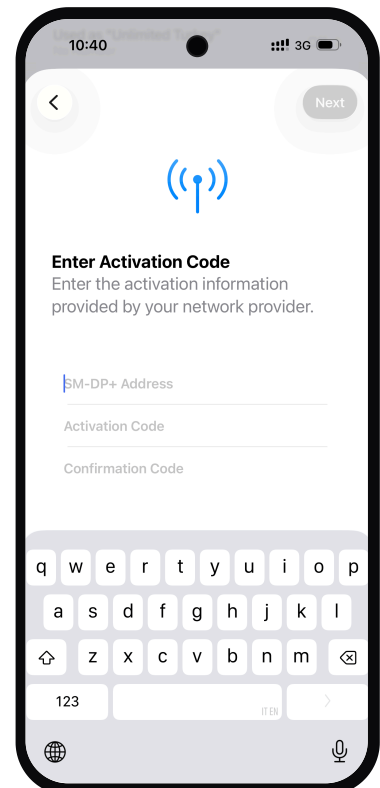 10:40
3G
Next
Enter Activation Code
Enter the activation information
provided by your network provider.
SM-DP+ Address
Activation Code
Confirmation Code
q w e r t y u i o p
a s d f g h j k l
z x c v b n m
123
IT EN